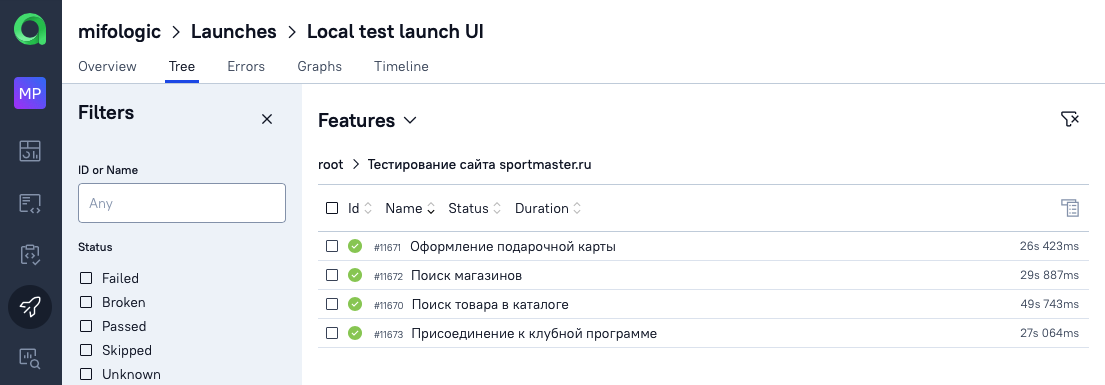 mifologic > Launches > Local test launch UI
Overview Tree Errors Graphs Timeline
MP
Filters
ID or Name
Any
Status
Failed
Broken
Passed
Skipped
Unknown
Features
root > Тестирование сайта sportmaster.ru
Id Name Status Duration
#11671 Оформление подарочной карты 26s 423ms
#11672 Поиск магазинов 29s 887ms
#11670 Поиск товара в каталоге 49s 743ms
#11673 Присоединение к клубной программе 27s 064ms